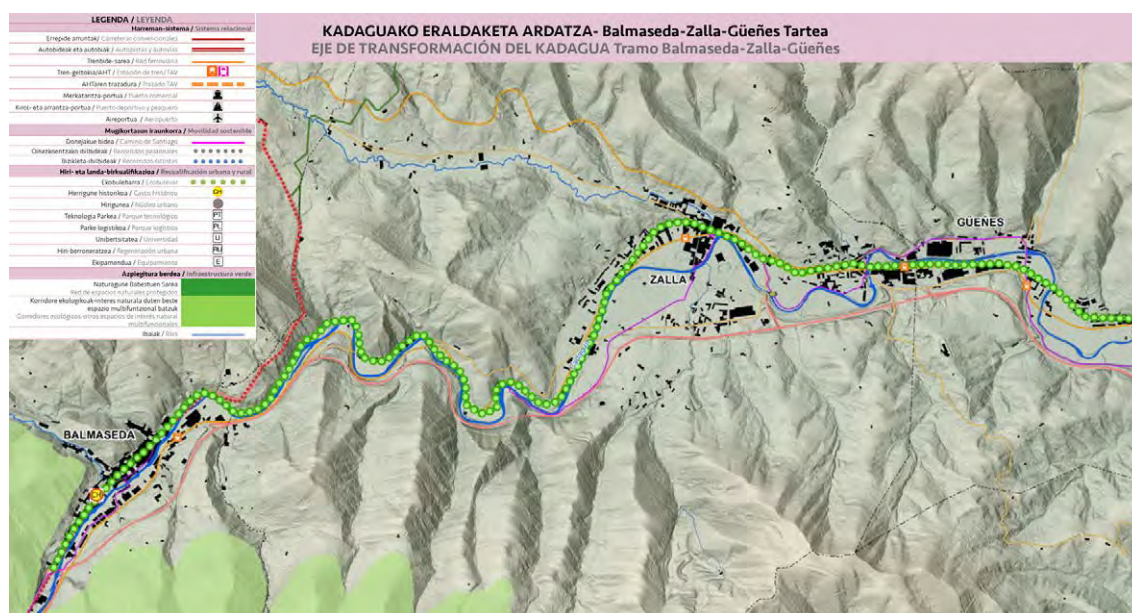 LEGENDA / LEYENDA
Harreman-sistema / Sistema relacional
Errepide arruntak / Carreteras convencionales
Autobideak eta autobiak / Autopistas y autovías
Trenbide-sarea / Red ferroviaria
Tren-geltokia/AHT / Estación de tren/TAV
AHTaren trazadura / Trazado TAV
Merkatantza-portua / Puerto comercial
Kirol- eta arrantza-portua / Puerto deportivo y pesquero
Aireportua / Aeropuerto
Mugikortasun iraunkorra / Movilidad sostenible
Donejakue bidea / Camino de Santiago
Oinezkoentzako ibilbideak / Recorridos peatonales
Bizikleta-ibilbideak / Recorridos ciclistas
Hiri- eta landa-birkualifikazioa / Recualificación urbana y rural
Ekobulebarra / Ecobulevar
Herrigune historikoa / Casco histórico
CH
Hirigunea / Núcleo urbano
Teknologia Parkea / Parque tecnológico
PT
Parke logistikoa / Parque logístico
PL
Unibertsitatea / Universidad
U
Hiri-berroneratzea / Regeneración urbana
RU
Ekipamendua / Equipamiento
E
Azpiegitura berdea / Infraestructura verde
Naturagune Babestuen Sarea
Red de espacios naturales protegidos
Korridore ekologikoak-interes naturala duten beste
espazio multifuntzional batzuk
Corredores ecológicos-otros espacios de interés natural
multifuncionales
Ibaiak / Ríos
KADAGUAKO ERALDAKETA ARDATZA- Balmaseda-Zalla-Güeñes Tartea
EJE DE TRANSFORMACIÓN DEL KADAGUA Tramo Balmaseda-Zalla-Güeñes
GÜEÑES
ZALLA
BALMASEDA
CH